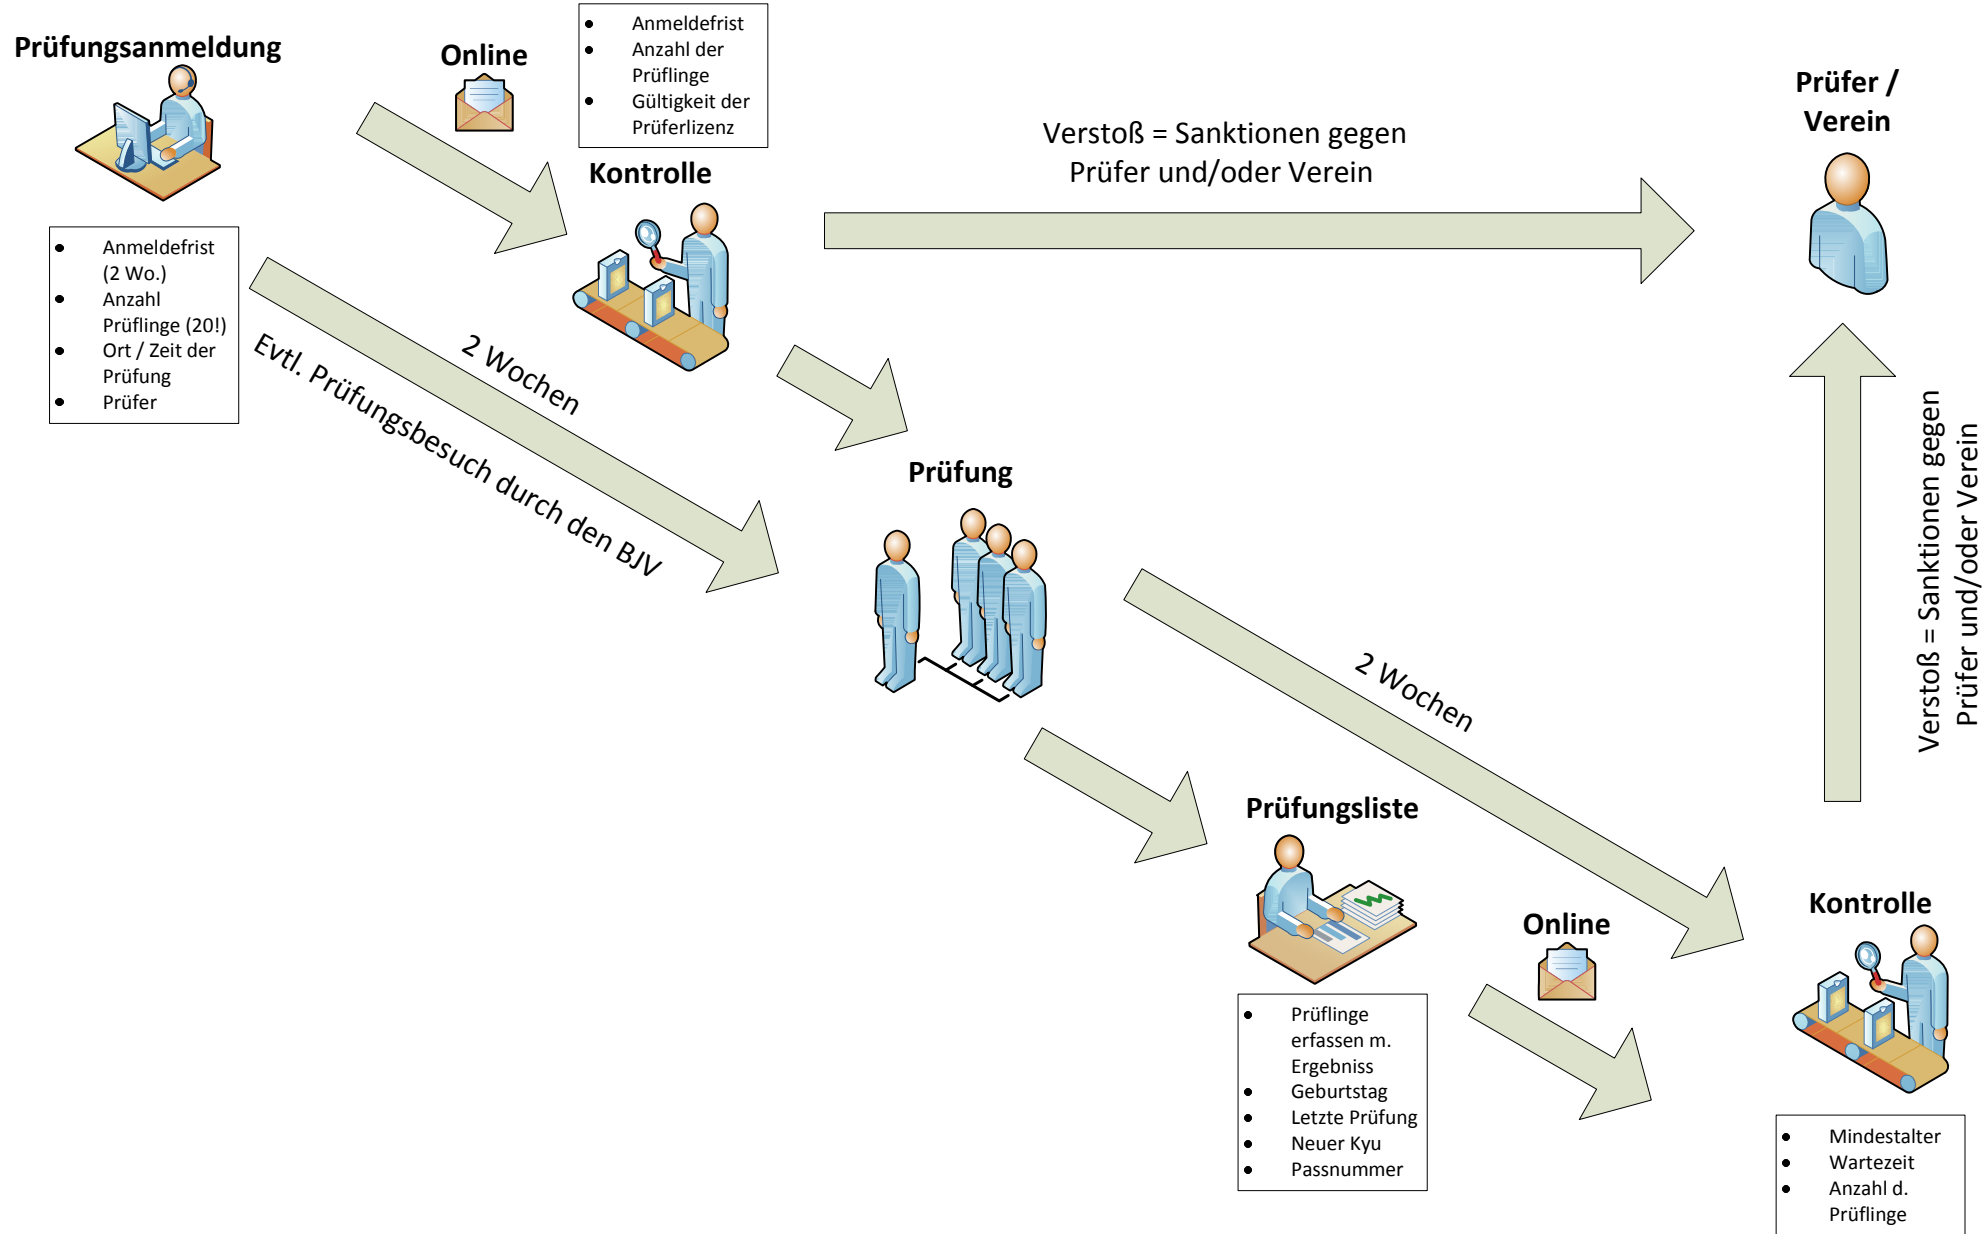 Prüfungsanmeldung
Online
• Anmeldefrist
• Anzahl der
Prüflinge
• Gültigkeit der
Prüferlizenz
Kontrolle
Verstoß = Sanktionen gegen
Prüfer und/oder Verein
Prüfer /
Verein
• Anmeldefrist
(2 Wo.)
• Anzahl
Prüflinge (20!)
• Ort / Zeit der
Prüfung
• Prüfer
2 Wochen
Evtl. Prüfungsbesuch durch den BJV
Prüfung
2 Wochen
Verstoß = Sanktionen gegen
Prüfer und/oder Verein
Prüfungsliste
Online
• Prüflinge
erfassen m.
Ergebniss
• Geburtstag
• Letzte Prüfung
• Neuer Kyu
• Passnummer
Kontrolle
• Mindestalter
• Wartezeit
• Anzahl d.
Prüflinge